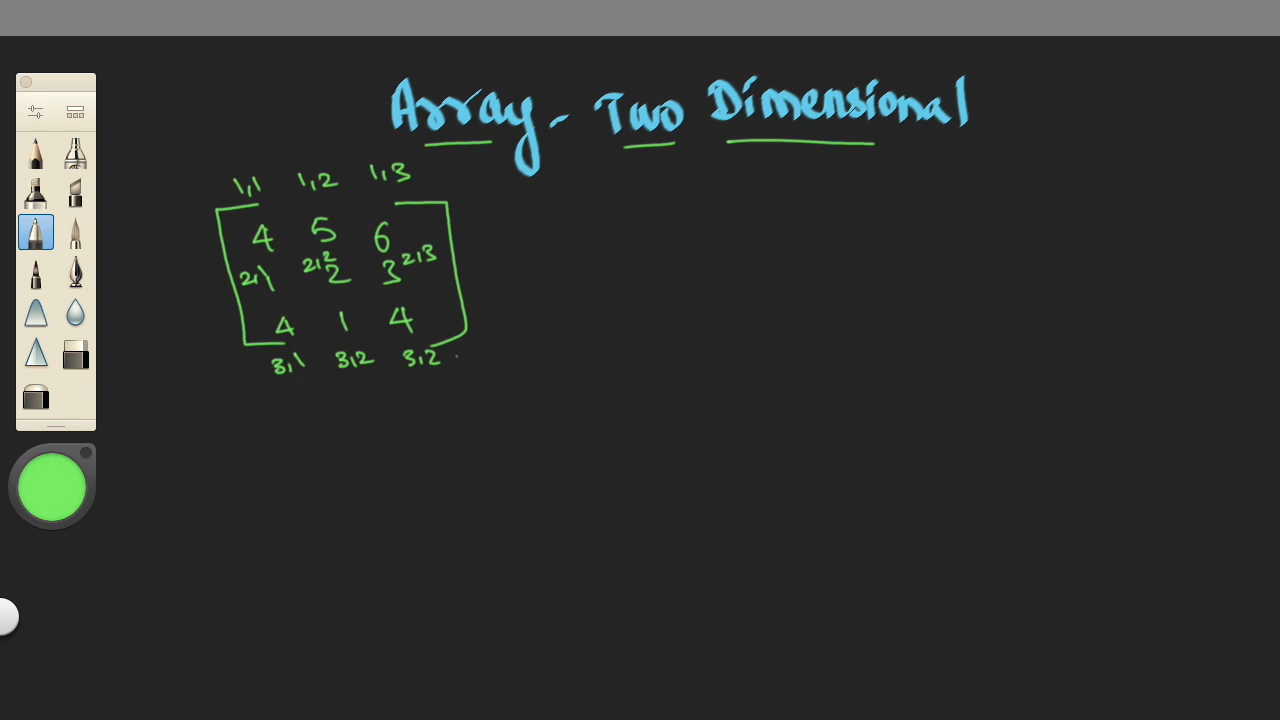 Array - Two Dimensional
1,1 1,2 1,3
4 5 6
2,1 2,2 2 3 2,3
4 1 4
3,1 3,2 3,2